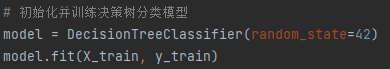 # 初始化并训练决策树分类模型
model = DecisionTreeClassifier(random_state=42)
model.fit(X_train, y_train)